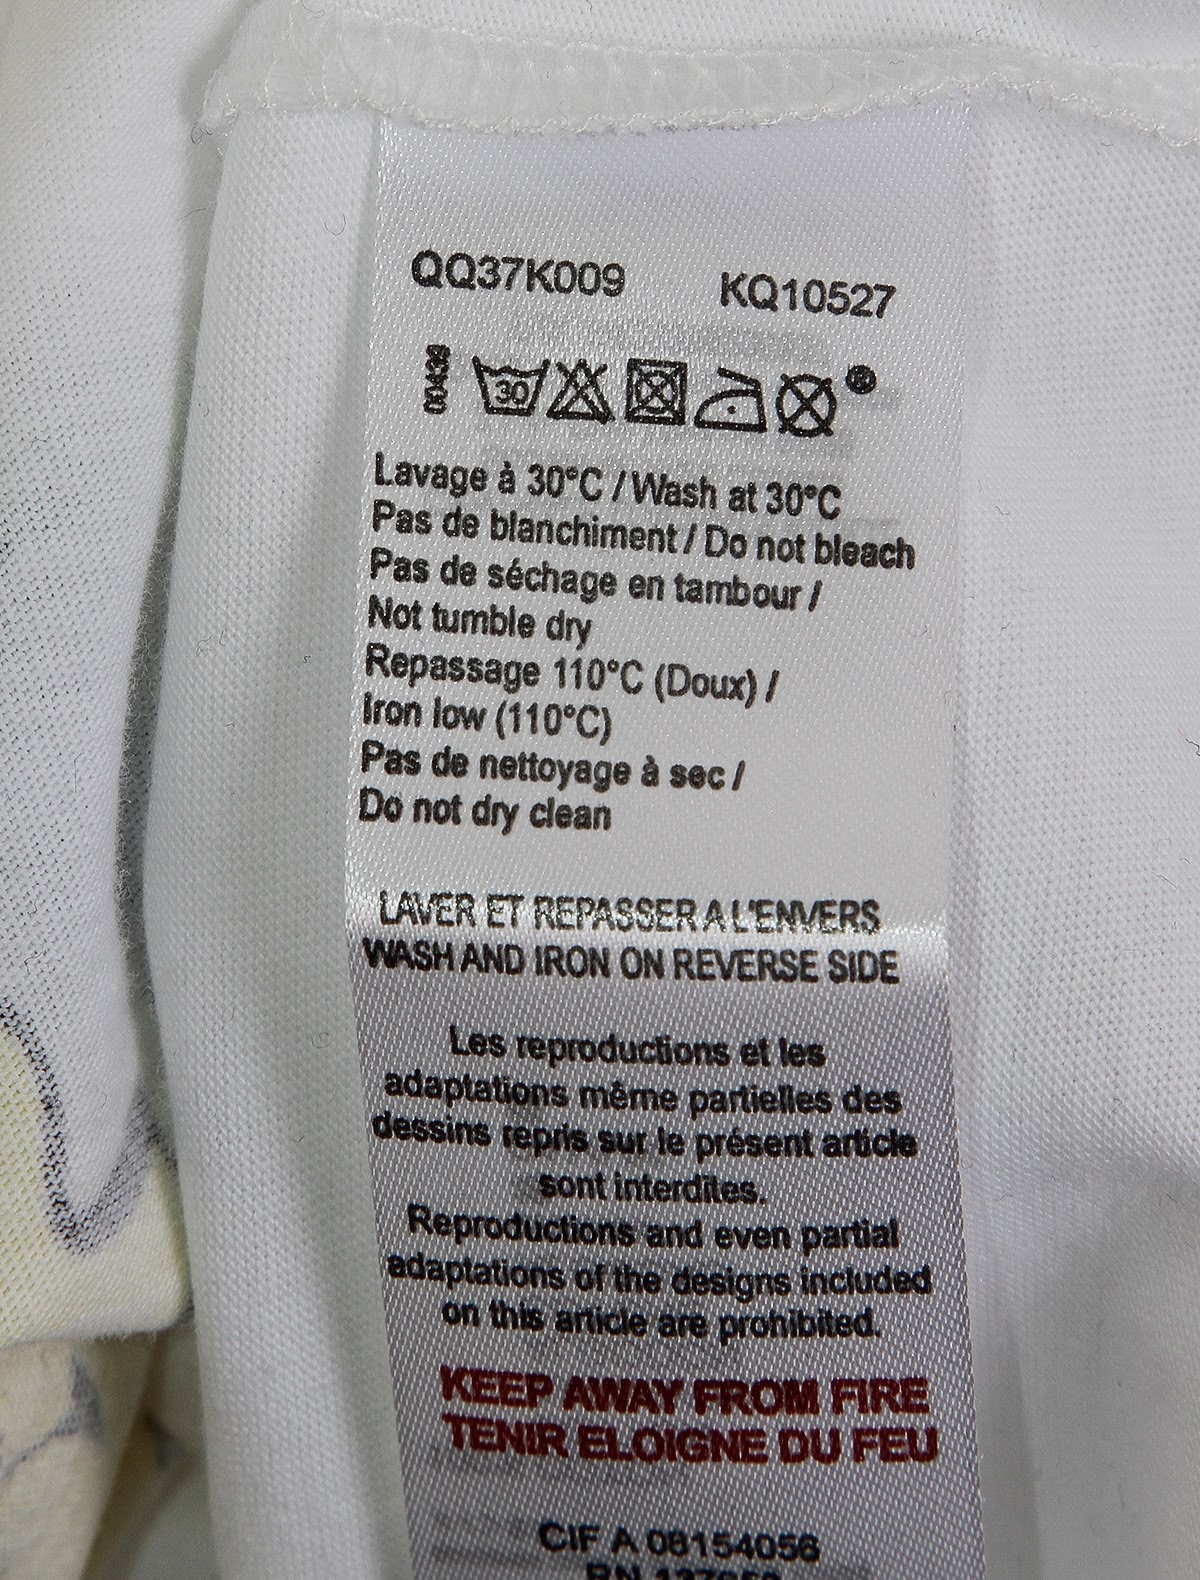 QQ37K009 KQ10527
00438 30 ®
Lavage à 30°C / Wash at 30°C
Pas de blanchiment / Do not bleach
Pas de séchage en tambour /
Not tumble dry
Repassage 110°C (Doux) /
Iron low (110°C)
Pas de nettoyage à sec /
Do not dry clean
LAVER ET REPASSER A L'ENVERS
WASH AND IRON ON REVERSE SIDE
Les reproductions et les
adaptations même partielles des
dessins repris sur le présent article
sont interdites.
Reproductions and even partial
adaptations of the designs included
on this article are prohibited.
KEEP AWAY FROM FIRE
TENIR ELOIGNE DU FEU
CIF A 08154056
RN